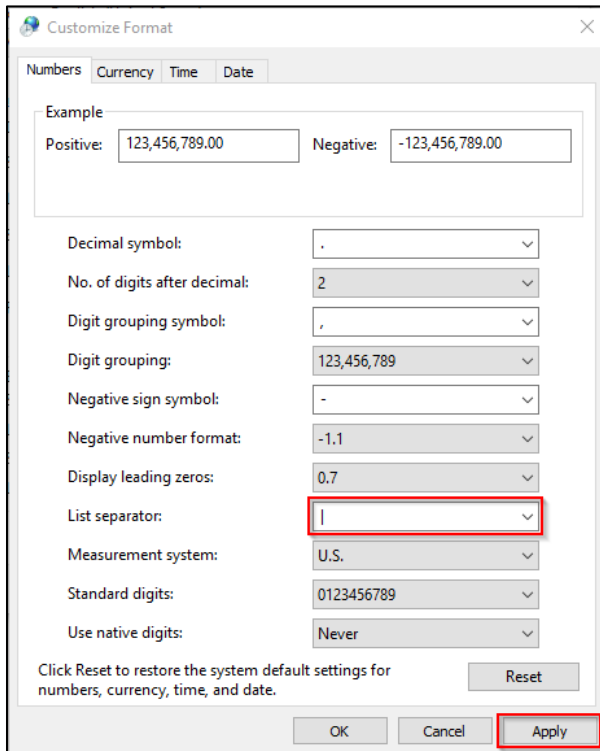 Customize Format
Numbers Currency Time Date
Example
Positive: 123,456,789.00 Negative: -123,456,789.00
Decimal symbol: .
No. of digits after decimal: 2
Digit grouping symbol: ,
Digit grouping: 123,456,789
Negative sign symbol: -
Negative number format: -1.1
Display leading zeros: 0.7
List separator: |
Measurement system: U.S.
Standard digits: 0123456789
Use native digits: Never
Click Reset to restore the system default settings for
numbers, currency, time, and date.
Reset
OK Cancel Apply